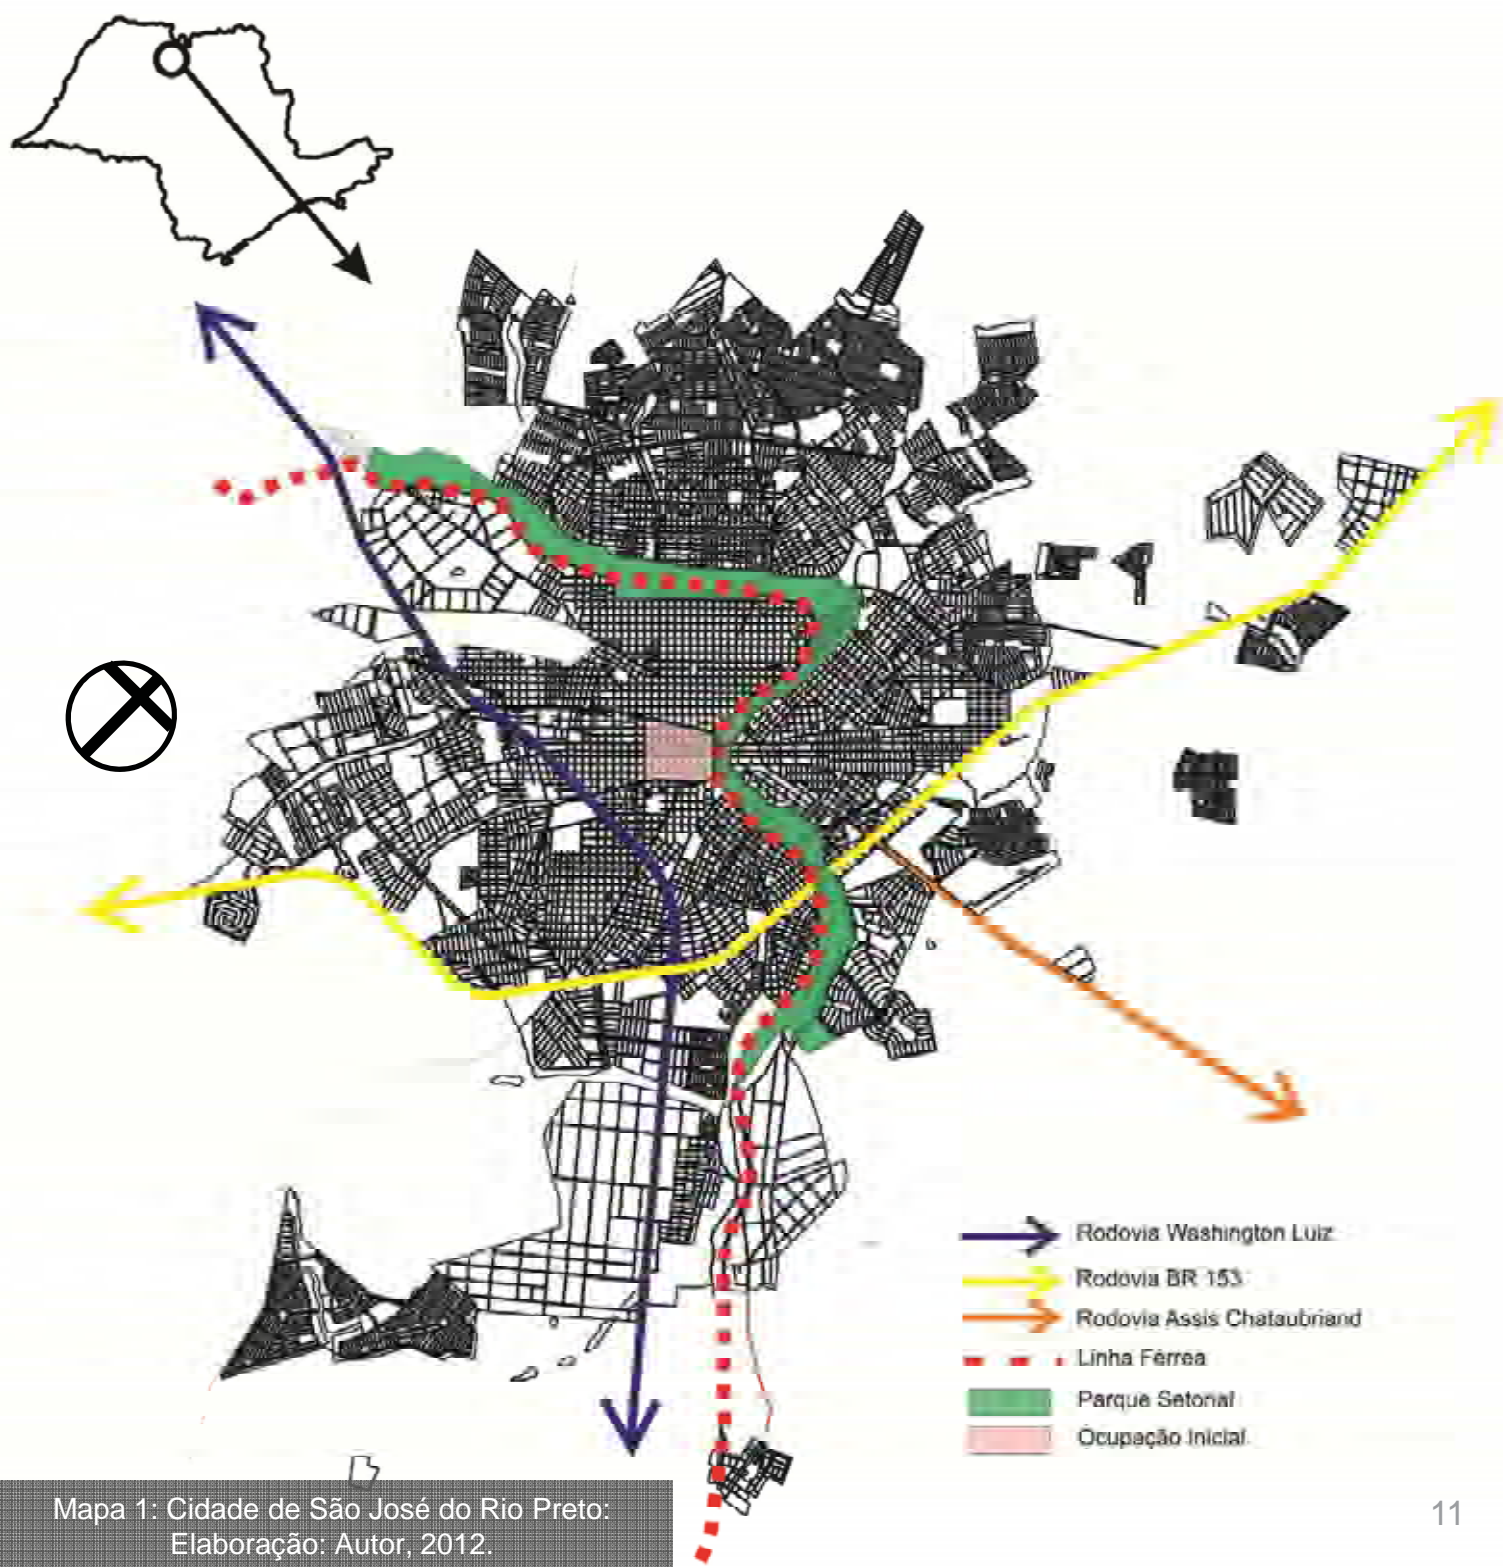 Rodovia Washington Luiz
Rodovia BR 153
Rodovia Assis Chataubriand
Linha Férrea
Parque Setorial
Ocupação Inicial
Mapa 1: Cidade de São José do Rio Preto:
Elaboração: Autor, 2012.
11